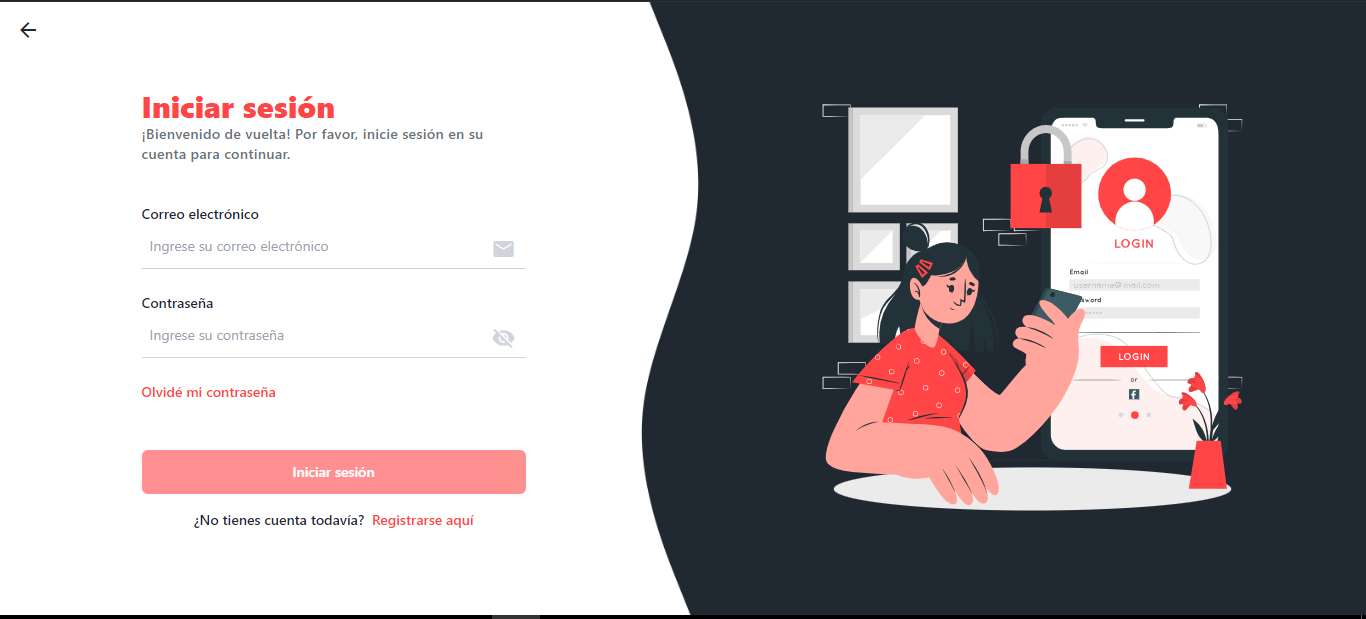 Iniciar sesión
¡Bienvenido de vuelta! Por favor, inicie sesión en su
cuenta para continuar.
Correo electrónico
Ingrese su correo electrónico
Contraseña
Ingrese su contraseña
Olvidé mi contraseña
Iniciar sesión
¿No tienes cuenta todavía? Registrarse aquí
LOGIN
Email
username@mail.com
LOGIN
or